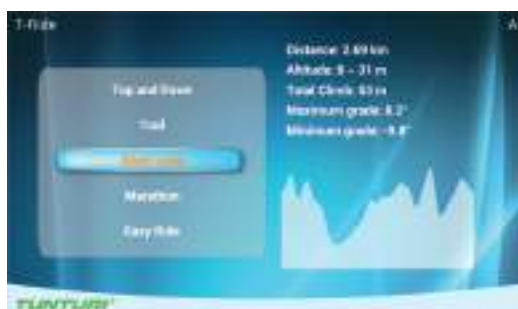 T-Ride
A
Distance: 2.69 km
Altitude: 8 - 31 m
Total Climb: 63 m
Maximum grade: 8.2°
Minimum grade: -9.8°
Top and Down
Trail
Marathon
Easy Ride
TUNTURI